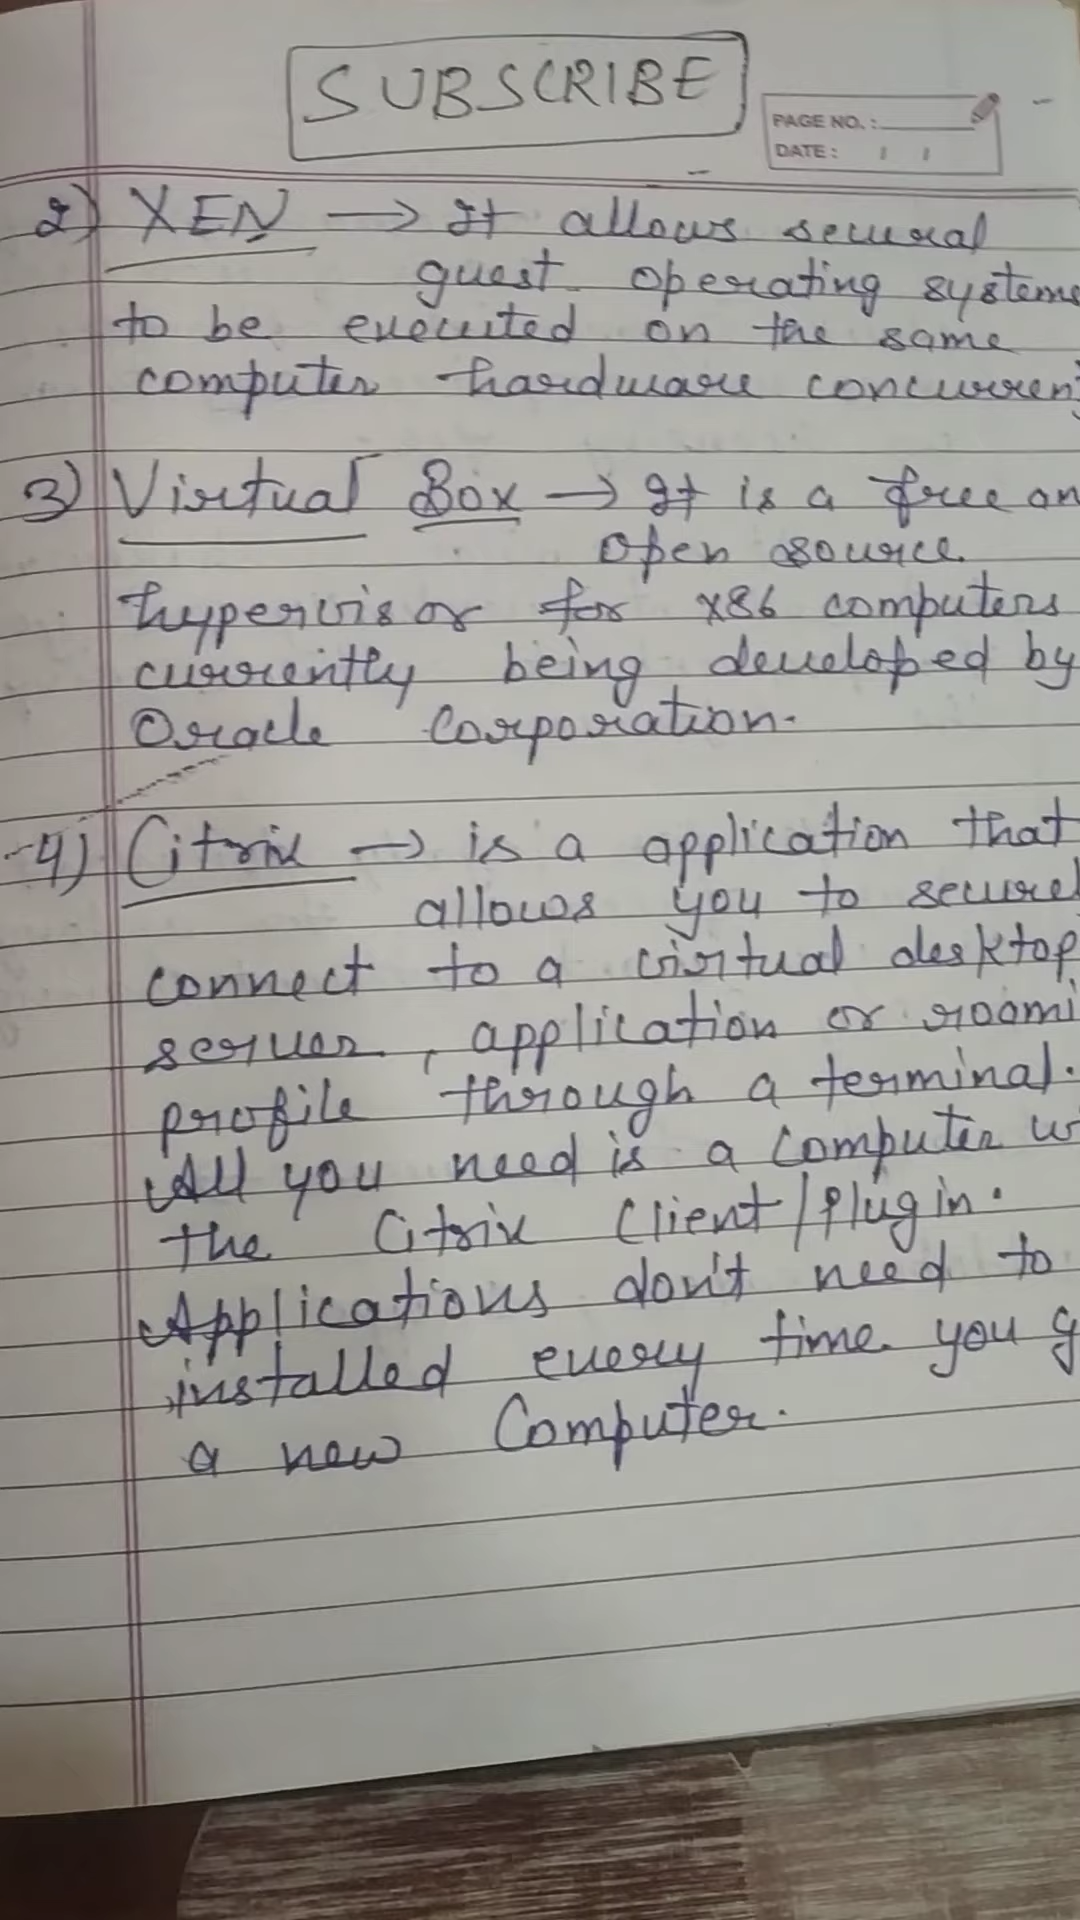 SUBSCRIBE
PAGE NO. :
DATE :
2) XEN → It allows several
guest operating systems
to be executed on the same
computer hardware concurren
3) Virtual Box → It is a free an
open source
hypervisor for x86 computers
currently being developed by
Oracle Corporation.
4) Citrix → is a application that
allows you to secure
connect to a virtual desktop
server, application or roami
profile through a terminal.
All you need is a computer w
the Citrix Client/Plugin.
Applications don't need to
installed every time you g
a new Computer.